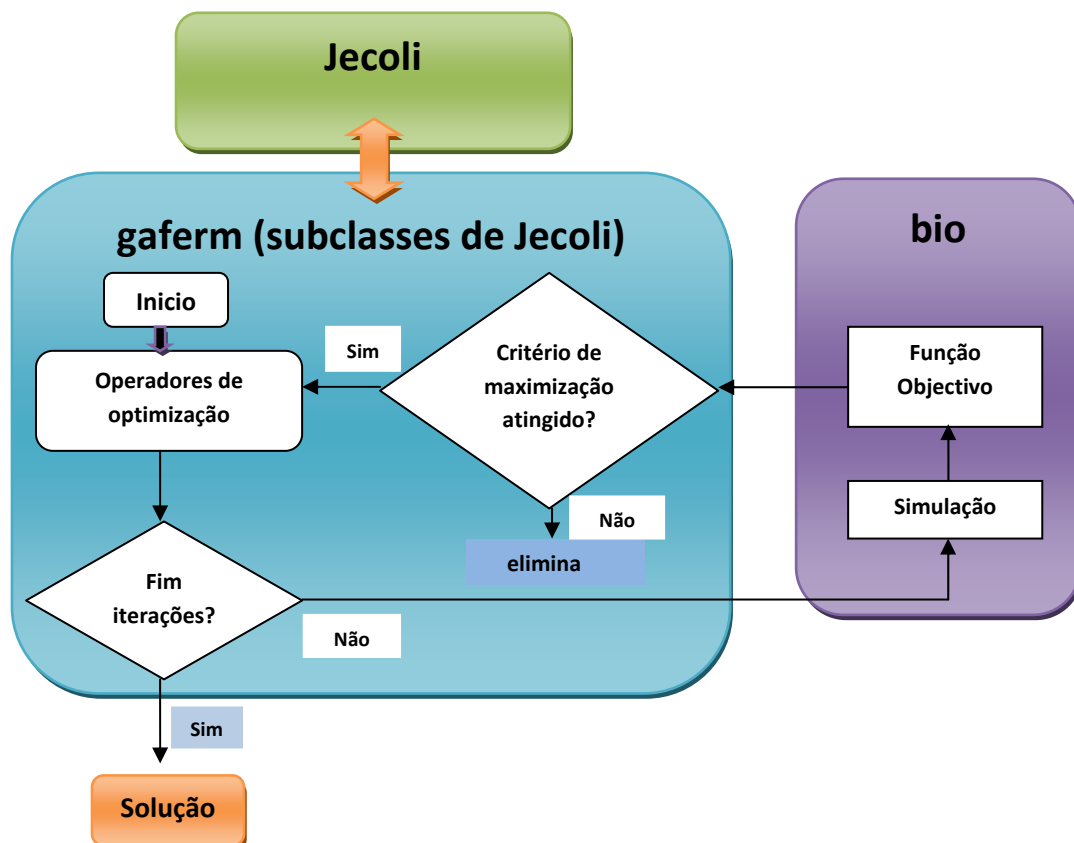 Jecoli
gaferm (subclasses de Jecoli)
bio
Inicio
Sim
Critério de
maximização
atingido?
Função
Objectivo
Operadores de
optimização
Simulação
Não
elimina
Fim
iterações?
Não
Sim
Solução